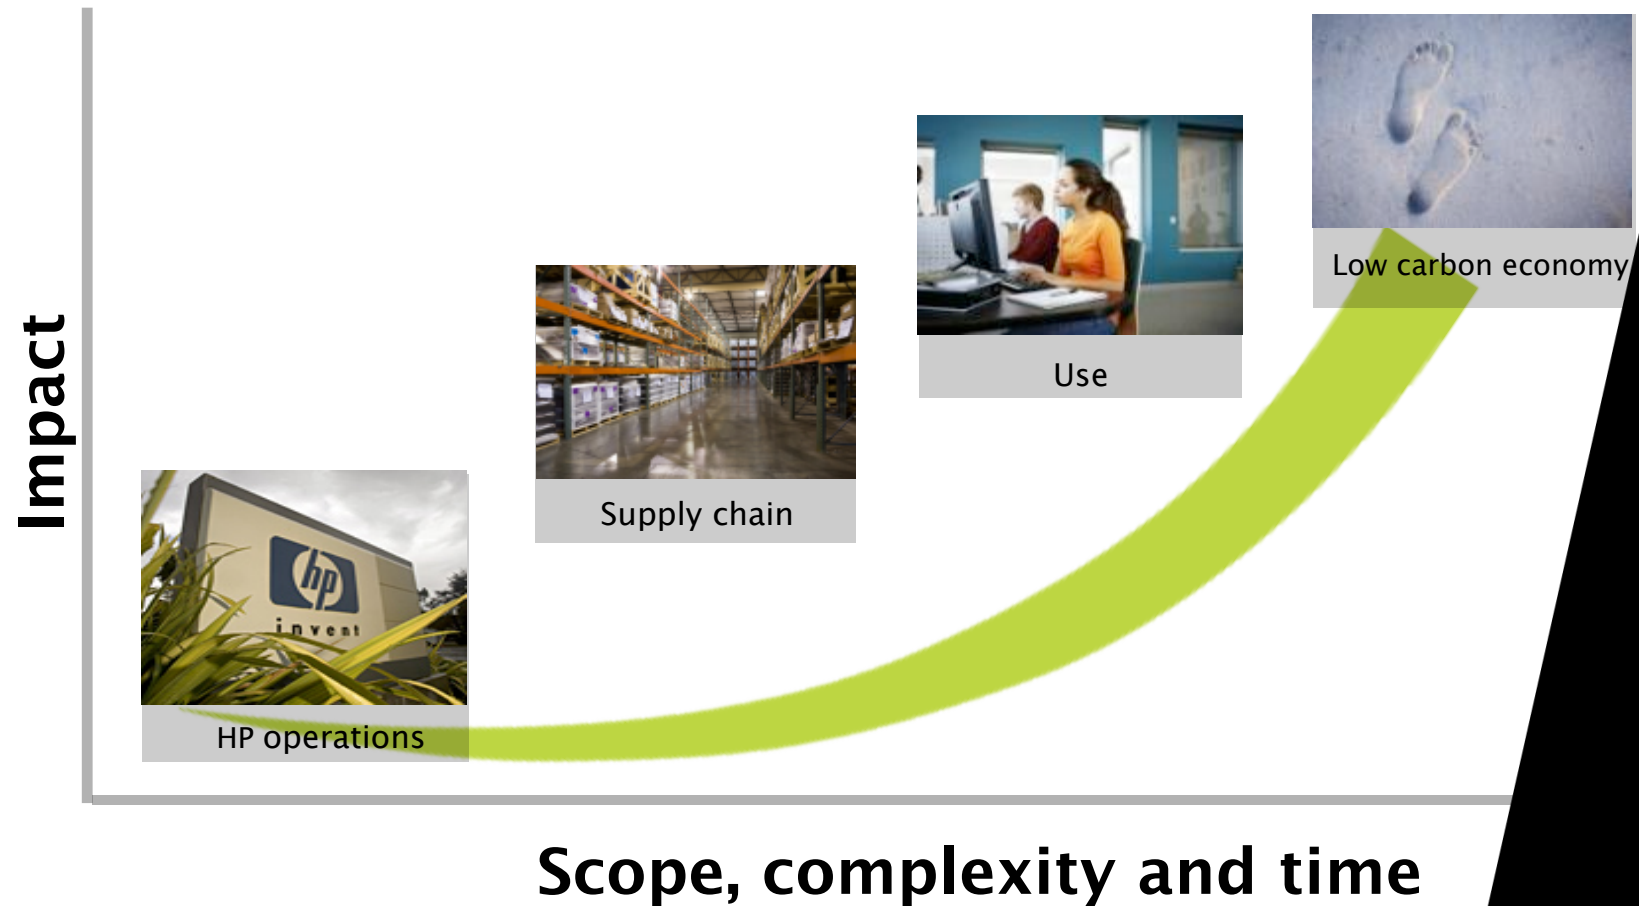 Low carbon economy
Use
Supply chain
hp
invent
HP operations
Impact
Scope, complexity and time